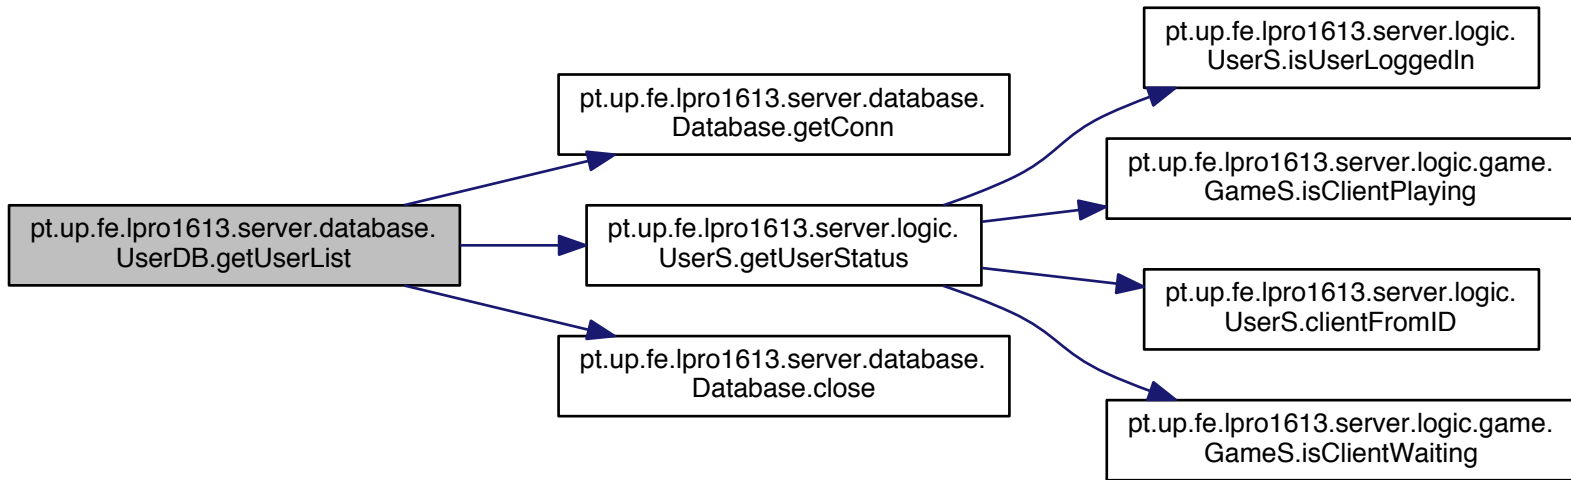 pt.up.fe.lpro1613.server.database.
UserDB.getUserList
pt.up.fe.lpro1613.server.database.
Database.getConn
pt.up.fe.lpro1613.server.logic.
UserS.getUserStatus
pt.up.fe.lpro1613.server.database.
Database.close
pt.up.fe.lpro1613.server.logic.
UserS.isUserLoggedIn
pt.up.fe.lpro1613.server.logic.game.
GameS.isClientPlaying
pt.up.fe.lpro1613.server.logic.
UserS.clientFromID
pt.up.fe.lpro1613.server.logic.game.
GameS.isClientWaiting